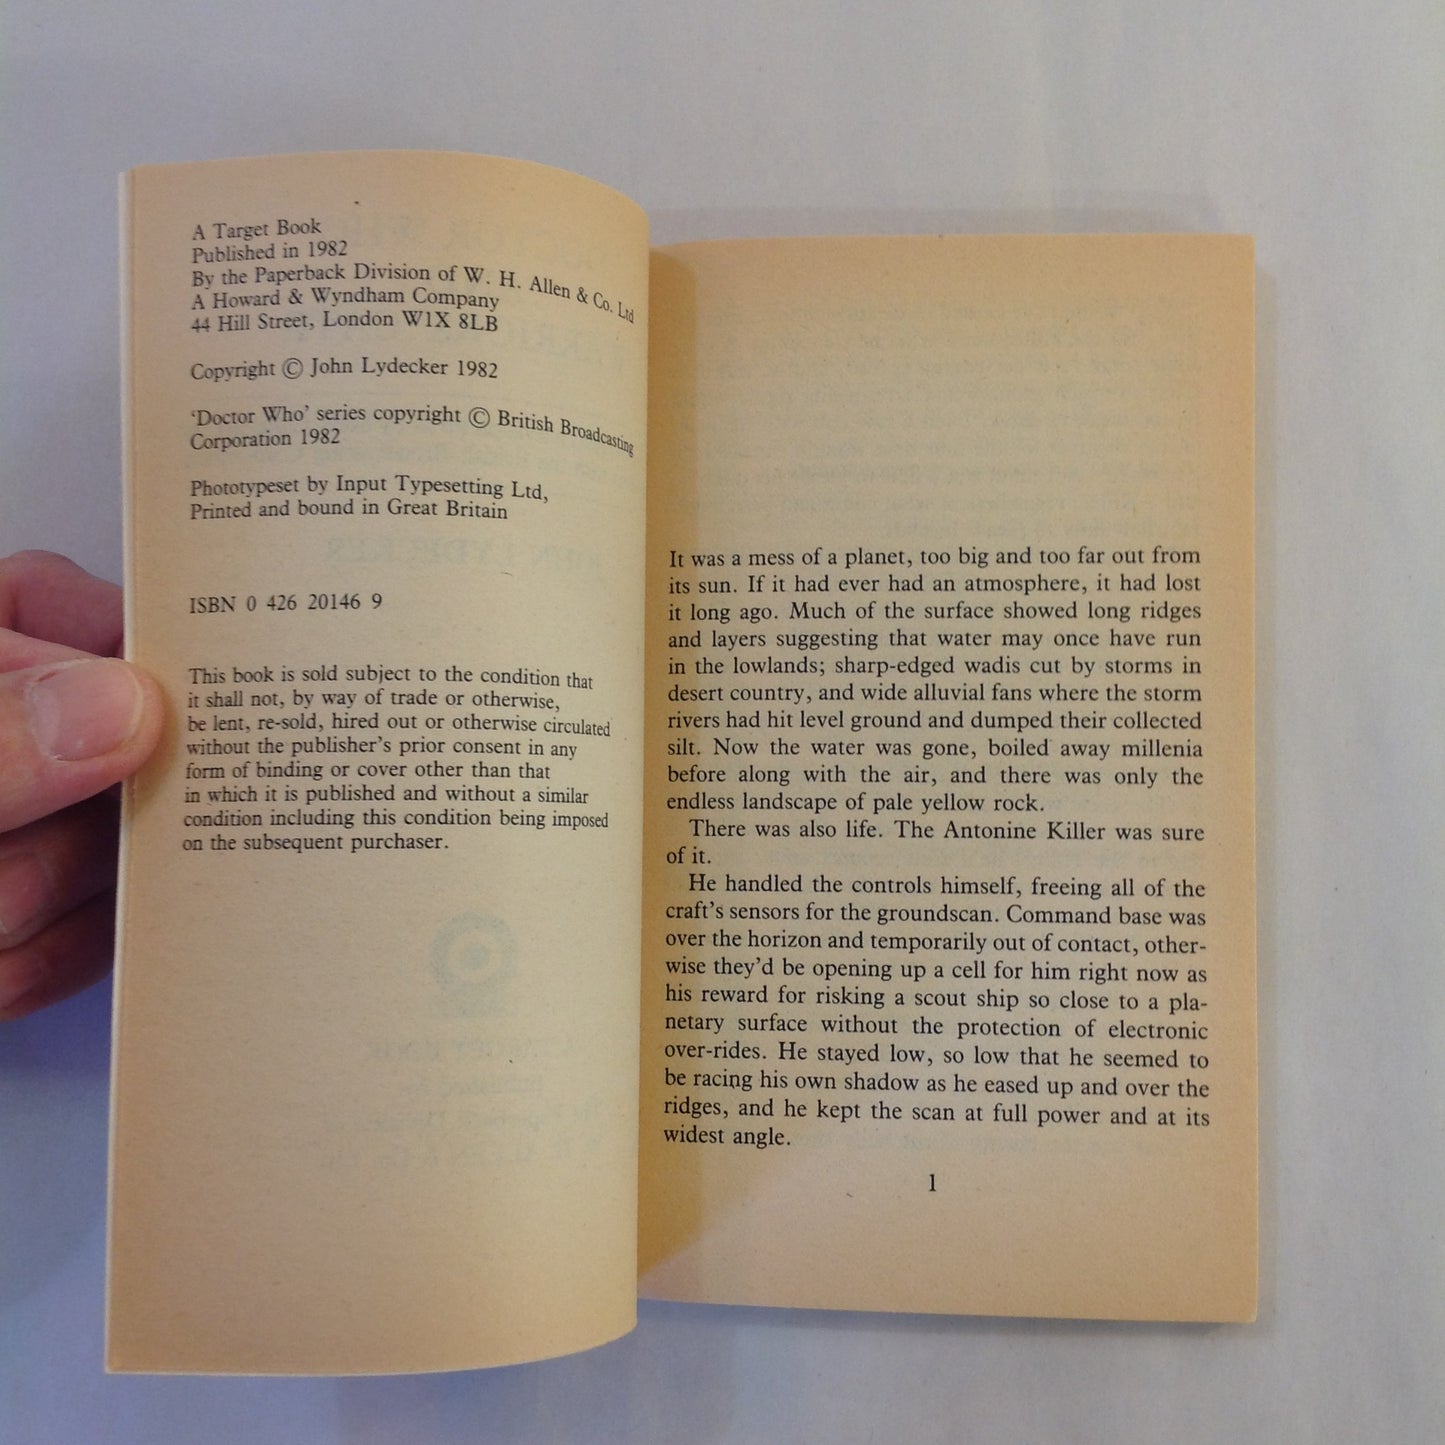 A Target Book
Published in 1982
By the Paperback Division of W. H. Allen & Co. Ltd
A Howard & Wyndham Company
44 Hill Street, London W1X 8LB
Copyright © John Lydecker 1982
‘Doctor Who’ series copyright © British Broadcasting
Corporation 1982
Phototypeset by Input Typesetting Ltd,
Printed and bound in Great Britain
ISBN 0 426 20146 9
This book is sold subject to the condition that
it shall not, by way of trade or otherwise,
be lent, re-sold, hired out or otherwise circulated
without the publisher’s prior consent in any
form of binding or cover other than that
in which it is published and without a similar
condition including this condition being imposed
on the subsequent purchaser.
It was a mess of a planet, too big and too far out from
its sun. If it had ever had an atmosphere, it had lost
it long ago. Much of the surface showed long ridges
and layers suggesting that water may once have run
in the lowlands; sharp-edged wadis cut by storms in
desert country, and wide alluvial fans where the storm
rivers had hit level ground and dumped their collected
silt. Now the water was gone, boiled away millenia
before along with the air, and there was only the
endless landscape of pale yellow rock.
There was also life. The Antonine Killer was sure
of it.
He handled the controls himself, freeing all of the
craft’s sensors for the groundscan. Command base was
over the horizon and temporarily out of contact, other-
wise they’d be opening up a cell for him right now as
his reward for risking a scout ship so close to a pla-
netary surface without the protection of electronic
over-rides. He stayed low, so low that he seemed to
be racing his own shadow as he eased up and over the
ridges, and he kept the scan at full power and at its
widest angle.
1